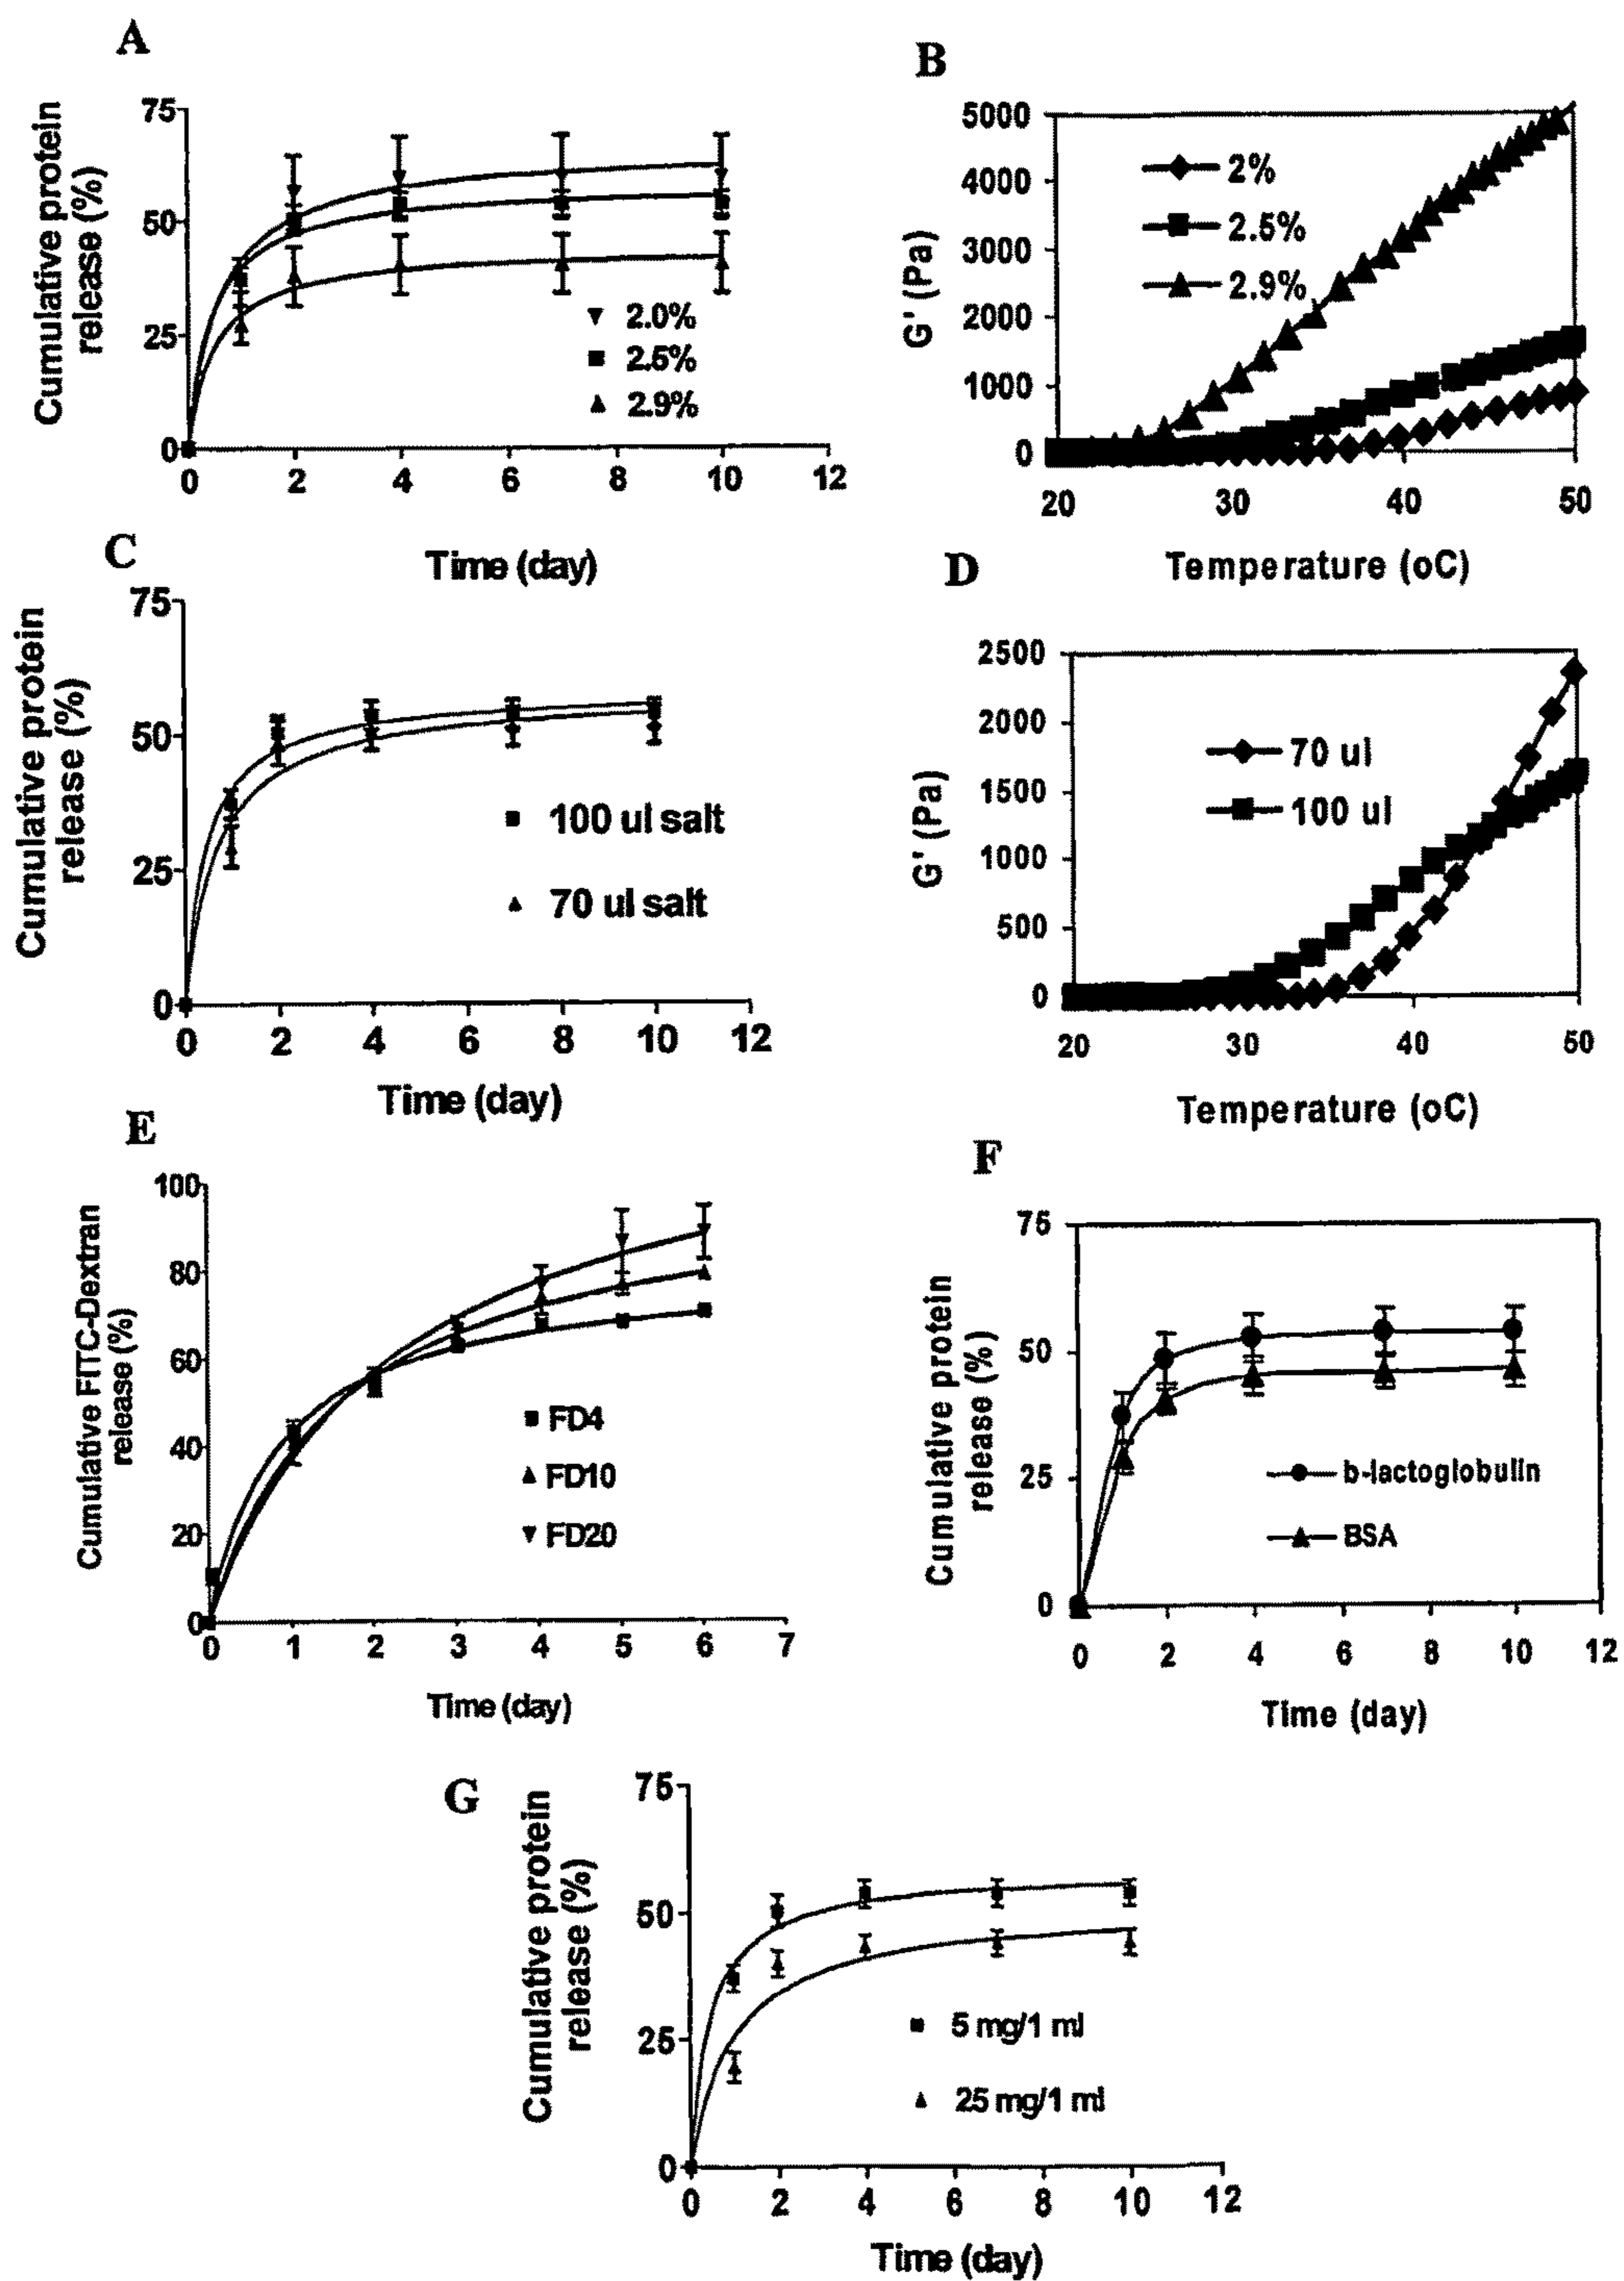 A
Cumulative protein
release (%)
75
50
25
0
0 2 4 6 8 10 12
2.0%
2.5%
2.9%
Time (day)
B
G' (Pa)
5000
4000
3000
2000
1000
0
20 30 40 50
2%
2.5%
2.9%
Temperature (oC)
C
Cumulative protein
release (%)
75
50
25
0
0 2 4 6 8 10 12
100 ul salt
70 ul salt
Time (day)
D
G' (Pa)
2500
2000
1500
1000
500
0
20 30 40 50
70 ul
100 ul
Temperature (oC)
E
Cumulative FITC-Dextran
release (%)
100
80
60
40
20
0
0 1 2 3 4 5 6 7
FD4
FD10
FD20
Time (day)
F
Cumulative protein
release (%)
75
50
25
0
0 2 4 6 8 10 12
b-lactoglobulin
BSA
Time (day)
G
Cumulative protein
release (%)
75
50
25
0
0 2 4 6 8 10 12
5 mg/1 ml
25 mg/1 ml
Time (day)